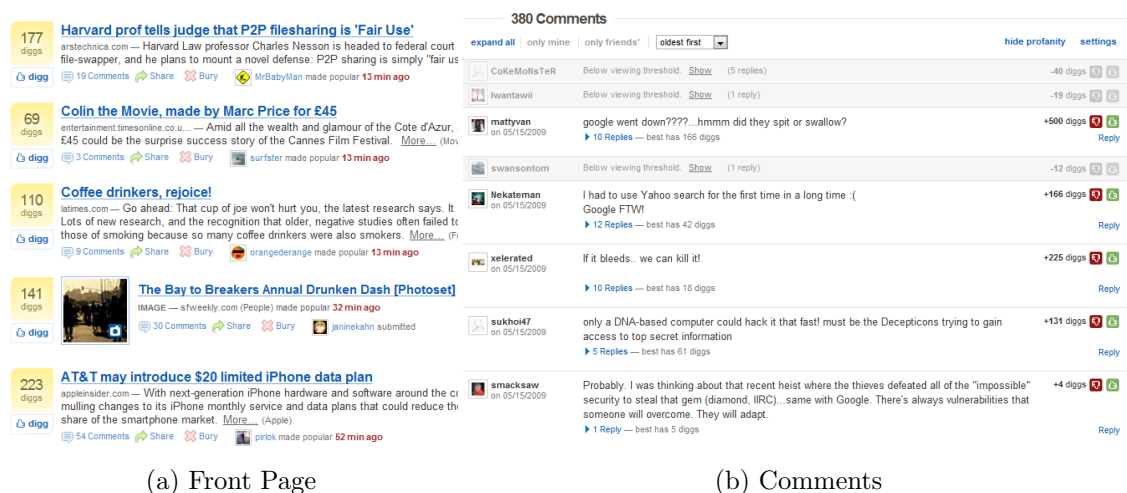 177
diggs
digg
Harvard prof tells judge that P2P filesharing is 'Fair Use'
arstechnica.com — Harvard Law professor Charles Nesson is headed to federal court
file-swapper, and he plans to mount a novel defense: P2P sharing is simply "fair us
19 Comments Share Bury MrBabyMan made popular 13 min ago
69
diggs
digg
Colin the Movie, made by Marc Price for £45
entertainment.timesonline.co.u... — Amid all the wealth and glamour of the Cote d'Azur,
£45 could be the surprise success story of the Cannes Film Festival. More... (Mov
3 Comments Share Bury surfster made popular 13 min ago
110
diggs
digg
Coffee drinkers, rejoice!
latimes.com — Go ahead: That cup of joe won't hurt you, the latest research says. It
Lots of new research, and the recognition that older, negative studies often failed to
those of smoking because so many coffee drinkers were also smokers. More... (Fo
9 Comments Share Bury orangederange made popular 13 min ago
141
diggs
digg
The Bay to Breakers Annual Drunken Dash [Photoset]
IMAGE — sfweekly.com (People) made popular 32 min ago
30 Comments Share Bury janinekahn submitted
223
diggs
digg
AT&T may introduce $20 limited iPhone data plan
appleinsider.com — With next-generation iPhone hardware and software around the co
mulling changes to its iPhone monthly service and data plans that could reduce the
share of the smartphone market. More... (Apple)
54 Comments Share Bury pirlok made popular 52 min ago
(a) Front Page
380 Comments
expand all only mine only friends' oldest first hide profanity settings
CoKeMoNsTeR Below viewing threshold. Show (5 replies) -40 diggs
Iwantawii Below viewing threshold. Show (1 reply) -19 diggs
mattyvan google went down????...hmmm did they spit or swallow? +500 diggs
on 05/15/2009
10 Replies — best has 166 diggs Reply
swansontom Below viewing threshold. Show (1 reply) -12 diggs
Nekateman I had to use Yahoo search for the first time in a long time :( +166 diggs
on 05/15/2009 Google FTW!
12 Replies — best has 42 diggs Reply
xelerated If it bleeds.. we can kill it! +225 diggs
on 05/15/2009
10 Replies — best has 18 diggs Reply
sukhoi47 only a DNA-based computer could hack it that fast! must be the Decepticons trying to gain +131 diggs
on 05/15/2009 access to top secret information
5 Replies — best has 61 diggs Reply
smacksaw Probably. I was thinking about that recent heist where the thieves defeated all of the "impossible" +4 diggs
on 05/15/2009 security to steal that gem (diamond, IIRC)...same with Google. There's always vulnerabilities that
someone will overcome. They will adapt.
1 Reply — best has 5 diggs Reply
(b) Comments